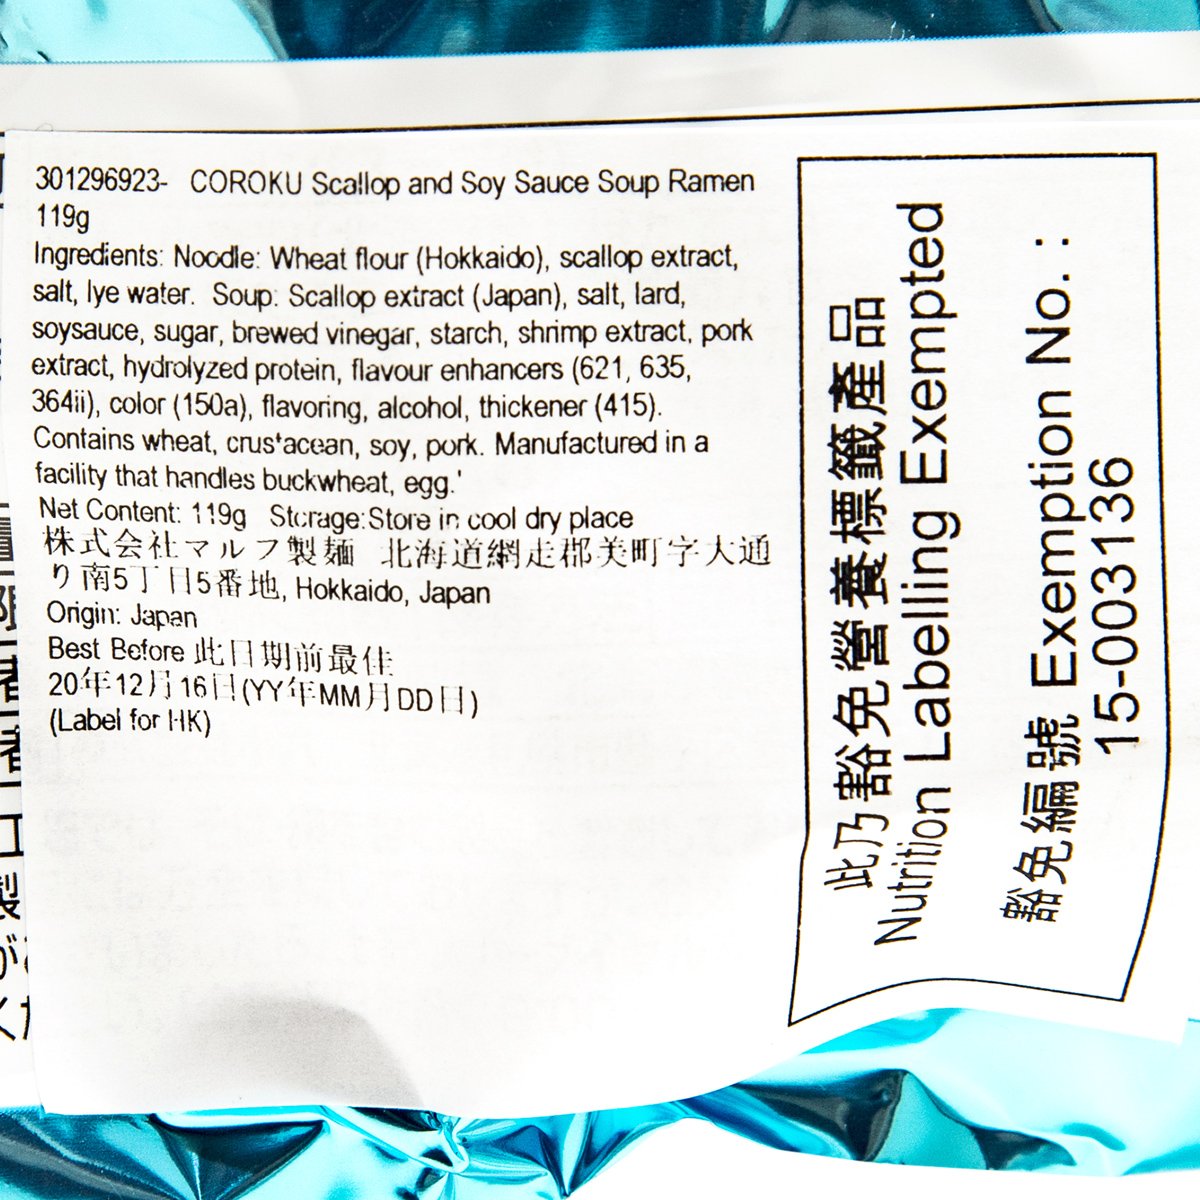 301296923- COROKU Scallop and Soy Sauce Soup Ramen
119g
Ingredients: Noodle: Wheat flour (Hokkaido), scallop extract,
salt, lye water. Soup: Scallop extract (Japan), salt, lard,
soysauce, sugar, brewed vinegar, starch, shrimp extract, pork
extract, hydrolyzed protein, flavour enhancers (621, 635,
364ii), color (150a), flavoring, alcohol, thickener (415).
Contains wheat, crustacean, soy, pork. Manufactured in a
facility that handles buckwheat, egg.'
Net Content: 119g Storage:Store in cool dry place
株式会社マルフ製麺 北海道網走郡美町字大通
り南5丁目5番地, Hokkaido, Japan
Origin: Japan
Best Before 此日期前最佳
20年12月16日(YY年MM月DD日)
(Label for HK)
此乃豁免營養標籤產品
Nutrition Labelling Exempted
豁免編號 Exemption No. :
15-003136